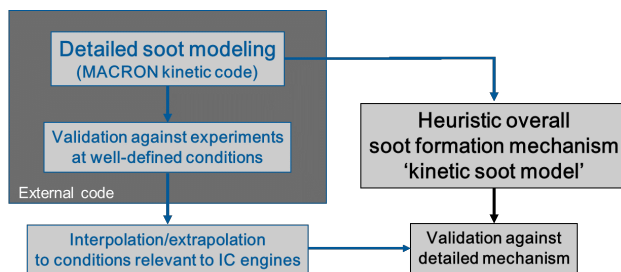 Detailed soot modeling
(MACRON kinetic code)
Validation against experiments
at well-defined conditions
External code
Interpolation/extrapolation
to conditions relevant to IC engines
Heuristic overall
soot formation mechanism
‘kinetic soot model’
Validation against
detailed mechanism